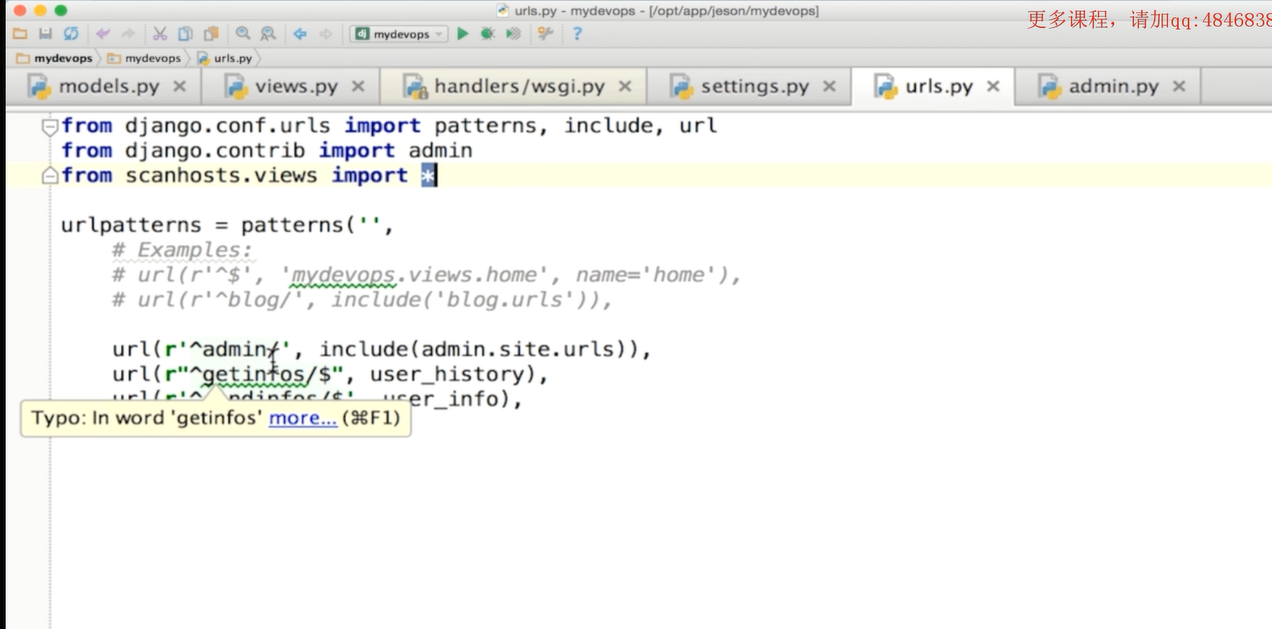 urls.py - mydevops - [/opt/app/jeson/mydevops]
更多课程，请加qq:4846838
mydevops
mydevops mydevops urls.py
models.py views.py handlers/wsgi.py settings.py urls.py admin.py
from django.conf.urls import patterns, include, url
from django.contrib import admin
from scanhosts.views import *
urlpatterns = patterns('',
# Examples:
# url(r'^$', 'mydevops.views.home', name='home'),
# url(r'^blog/', include('blog.urls')),
url(r'^admin/', include(admin.site.urls)),
url(r"^getinfos/$", user_history),
url(r'^ ndinfos/$', user_info),
Typo: In word 'getinfos' more... (⌘F1)